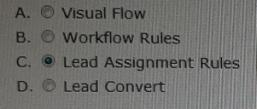 A. Visual Flow
B. Workflow Rules
C. Lead Assignment Rules
D. Lead Convert